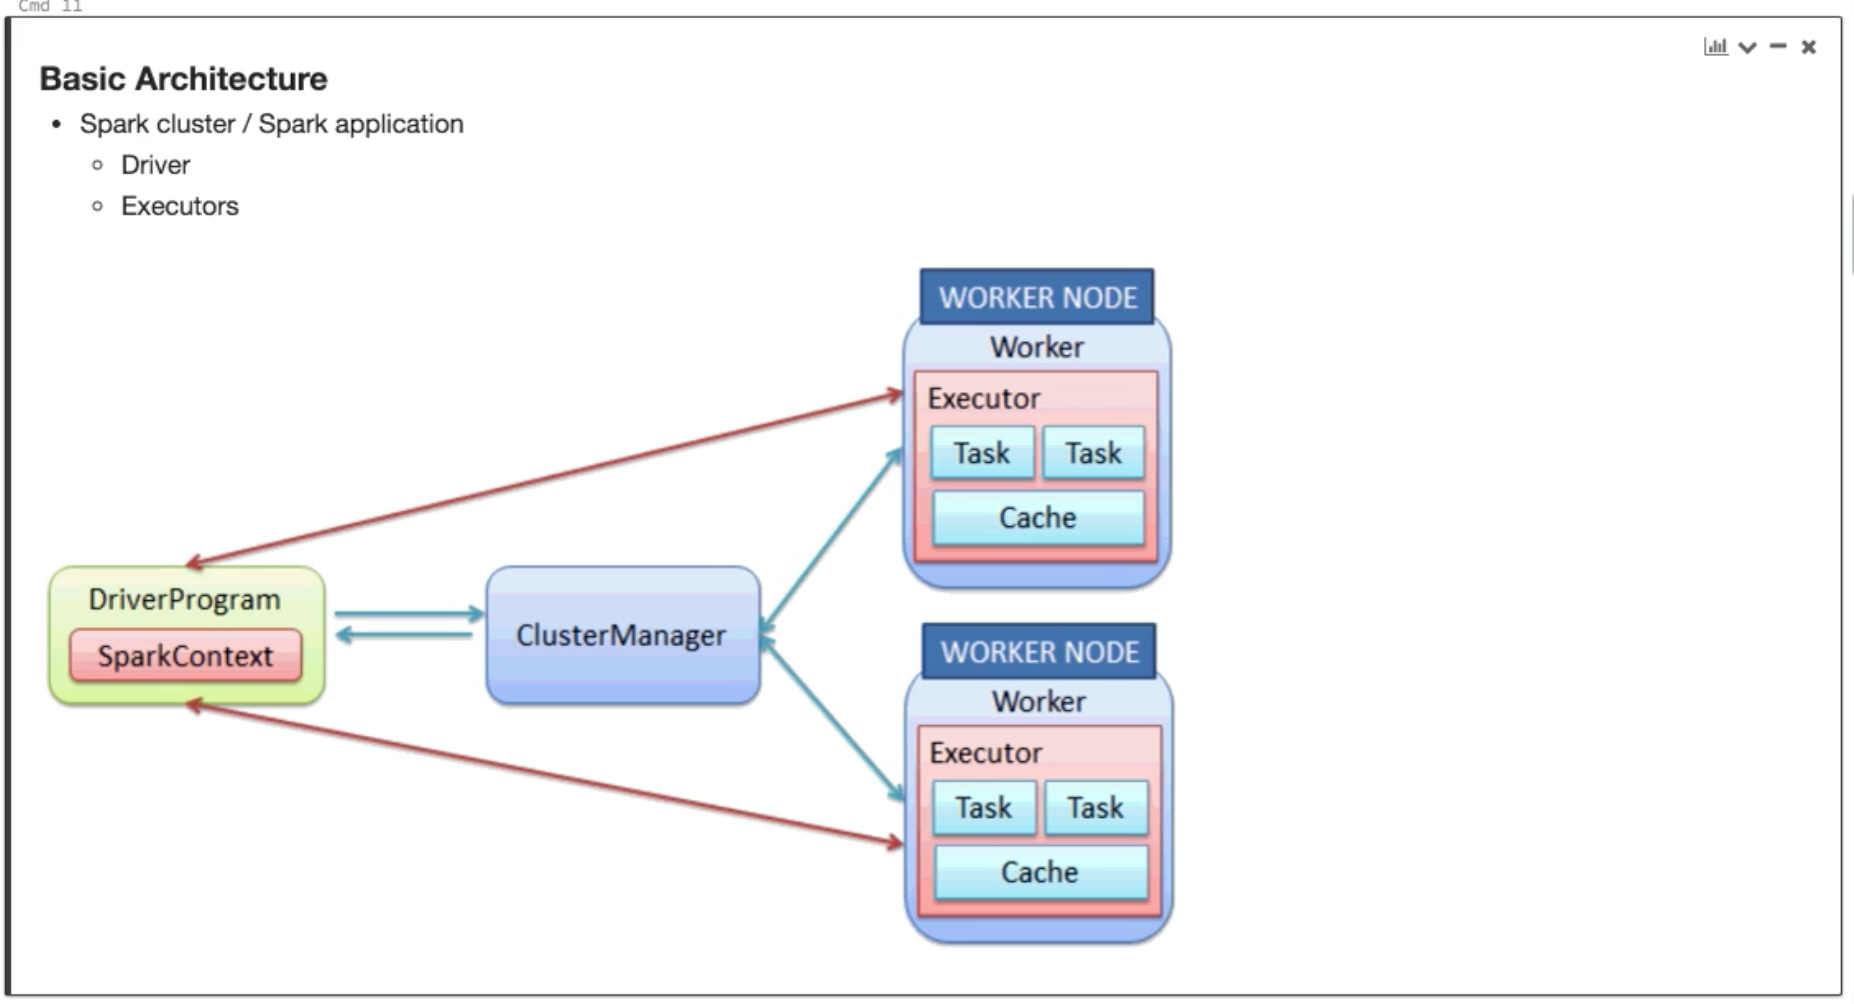 Cmd 11
Basic Architecture
• Spark cluster / Spark application
◦ Driver
◦ Executors
WORKER NODE
Worker
Executor
Task Task
Cache
DriverProgram
SparkContext
ClusterManager
WORKER NODE
Worker
Executor
Task Task
Cache